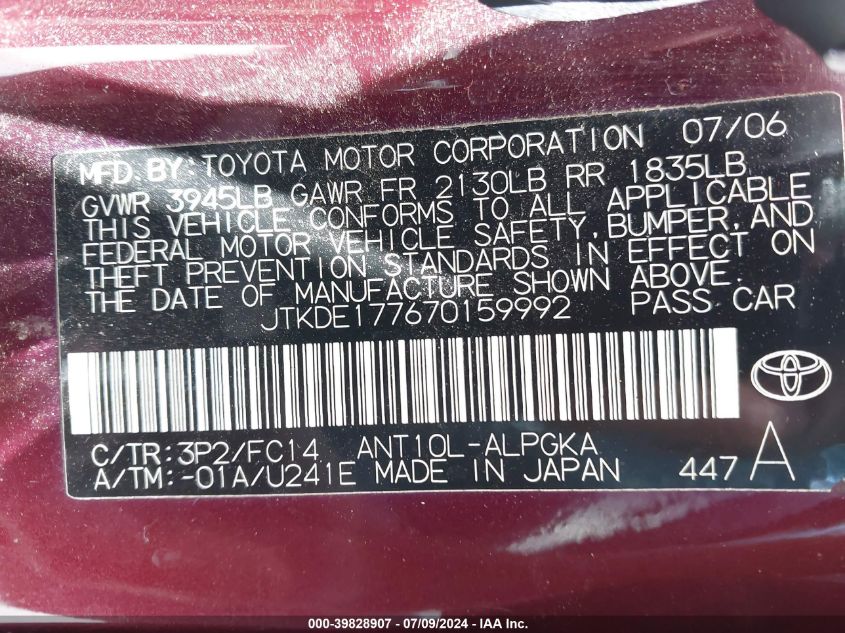 MFD. BY: TOYOTA MOTOR CORPORATION 07/06
GVWR 3945LB GAWR FR 2130LB RR 1835LB
THIS VEHICLE CONFORMS TO ALL APPLICABLE
FEDERAL MOTOR VEHICLE SAFETY, BUMPER, AND
THEFT PREVENTION STANDARDS IN EFFECT ON
THE DATE OF MANUFACTURE SHOWN ABOVE.
JTKDE177670159992 PASS CAR
C/TR: 3P2/FC14 ANT10L-ALPGKA
A/TM: -01A/U241E MADE IN JAPAN 447 A
000-39828907 - 07/09/2024 - IAA Inc.